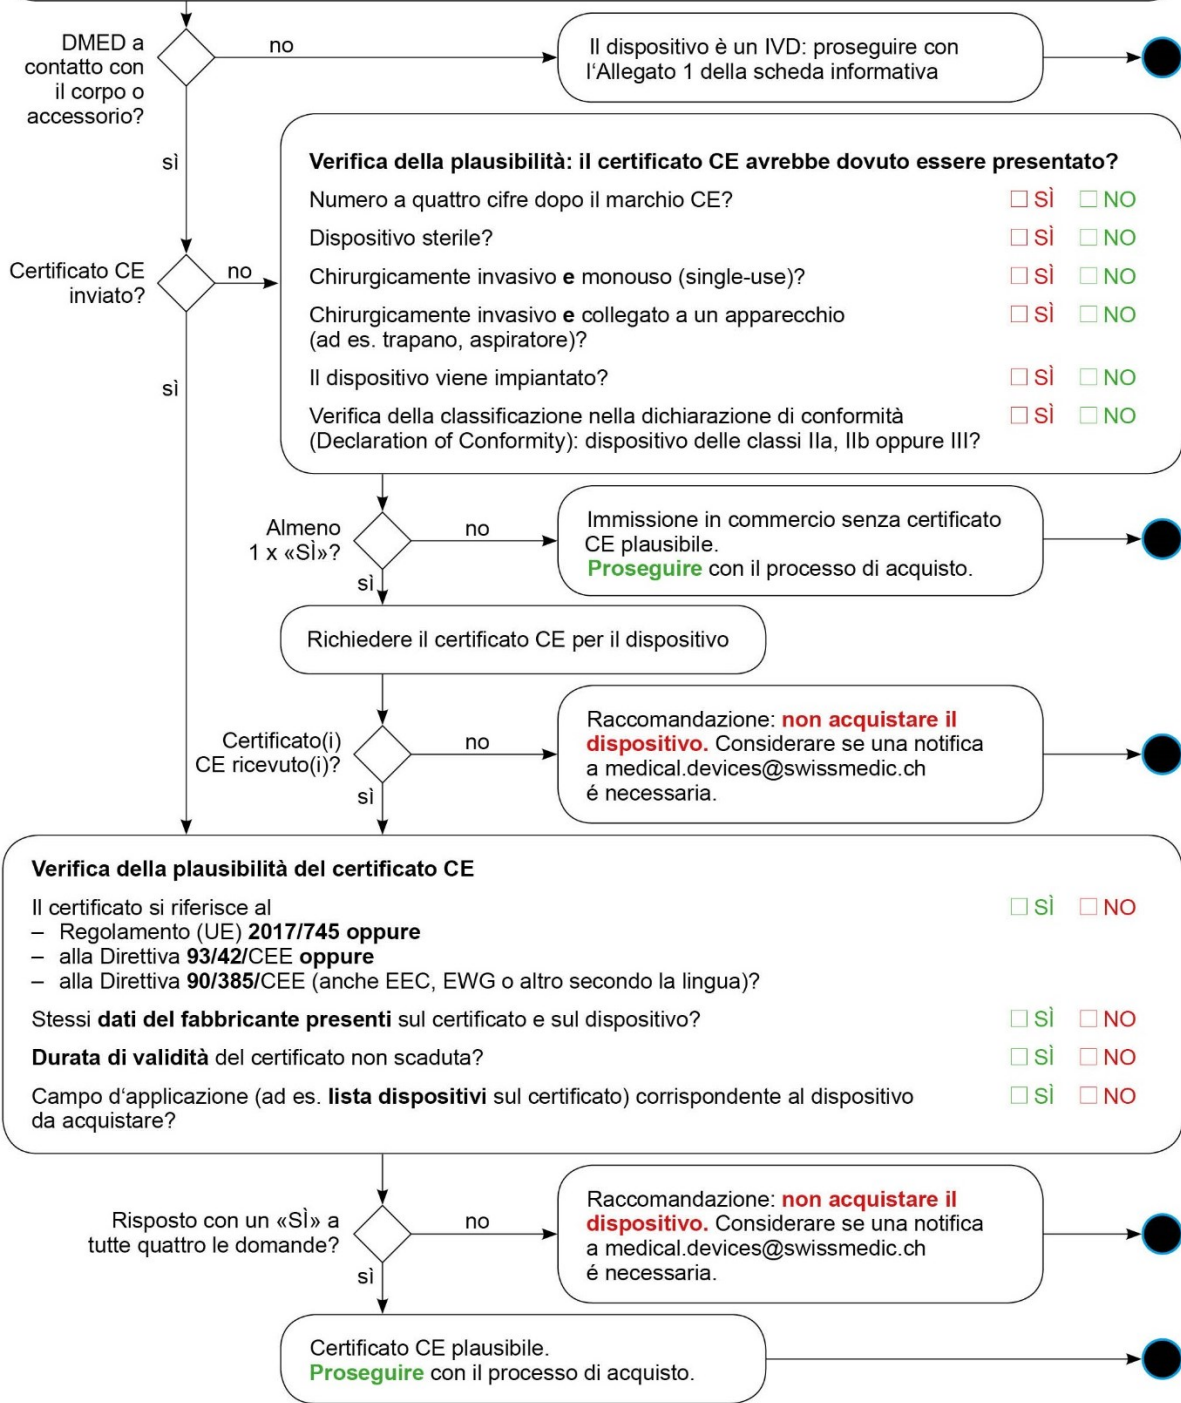 DMED a
contatto con
il corpo o
accessorio?
no
Il dispositivo è un IVD: proseguire con
l‘Allegato 1 della scheda informativa
sì
Verifica della plausibilità: il certificato CE avrebbe dovuto essere presentato?
Numero a quattro cifre dopo il marchio CE? □ SÌ □ NO
Dispositivo sterile? □ SÌ □ NO
Certificato CE
inviato?
no
Chirurgicamente invasivo e monouso (single-use)? □ SÌ □ NO
Chirurgicamente invasivo e collegato a un apparecchio □ SÌ □ NO
(ad es. trapano, aspiratore)?
Il dispositivo viene impiantato? □ SÌ □ NO
Verifica della classificazione nella dichiarazione di conformità □ SÌ □ NO
(Declaration of Conformity): dispositivo delle classi IIa, IIb oppure III?
sì
Almeno
1 x «SÌ»?
no
Immissione in commercio senza certificato
CE plausibile.
Proseguire con il processo di acquisto.
sì
Richiedere il certificato CE per il dispositivo
Certificato(i)
CE ricevuto(i)?
no
Raccomandazione: non acquistare il
dispositivo. Considerare se una notifica
a medical.devices@swissmedic.ch
é necessaria.
sì
Verifica della plausibilità del certificato CE
Il certificato si riferisce al □ SÌ □ NO
– Regolamento (UE) 2017/745 oppure
– alla Direttiva 93/42/CEE oppure
– alla Direttiva 90/385/CEE (anche EEC, EWG o altro secondo la lingua)?
Stessi dati del fabbricante presenti sul certificato e sul dispositivo? □ SÌ □ NO
Durata di validità del certificato non scaduta? □ SÌ □ NO
Campo d‘applicazione (ad es. lista dispositivi sul certificato) corrispondente al dispositivo □ SÌ □ NO
da acquistare?
Risposto con un «SÌ» a
tutte quattro le domande?
no
Raccomandazione: non acquistare il
dispositivo. Considerare se una notifica
a medical.devices@swissmedic.ch
é necessaria.
sì
Certificato CE plausibile.
Proseguire con il processo di acquisto.